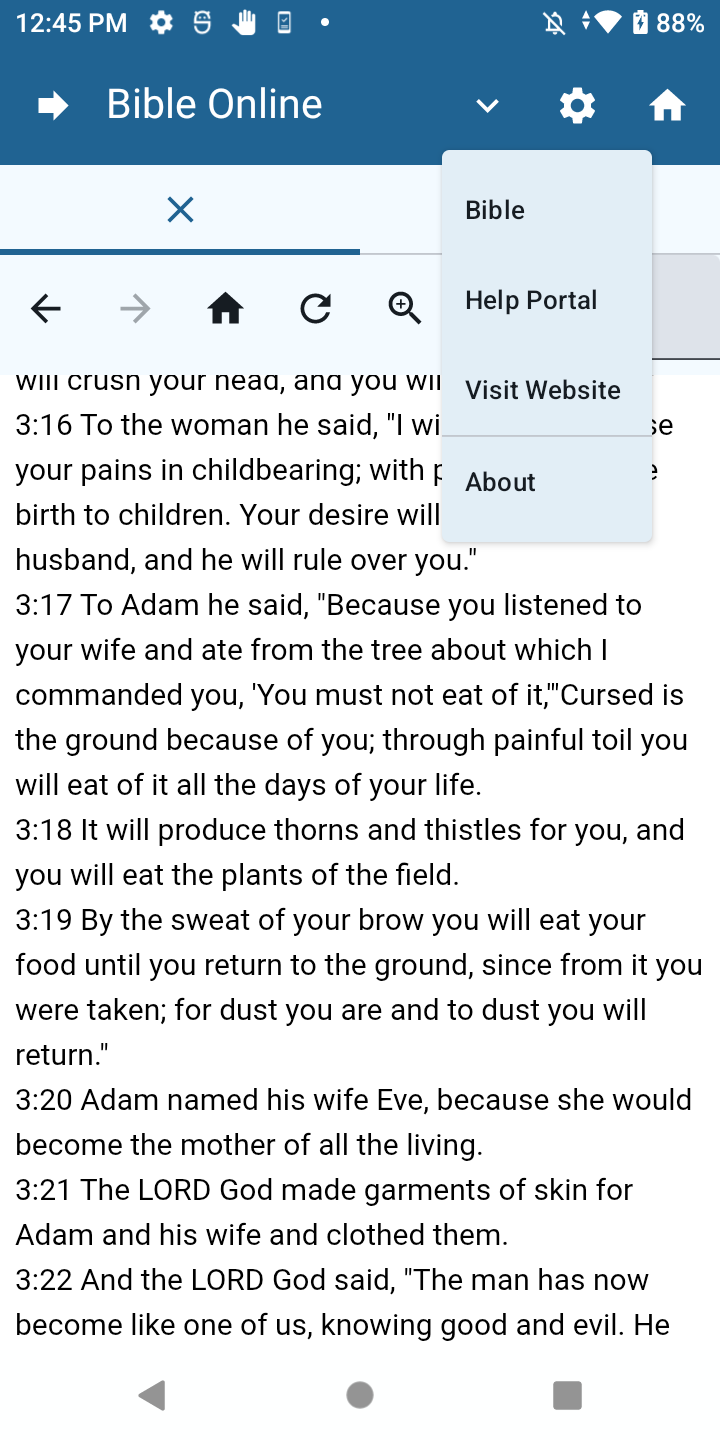 12:45 PM
88%
Bible Online
Bible
Help Portal
Visit Website
About
will crush your head, and you wil
3:16 To the woman he said, "I wi se
your pains in childbearing; with p e
birth to children. Your desire will
husband, and he will rule over you."
3:17 To Adam he said, "Because you listened to
your wife and ate from the tree about which I
commanded you, 'You must not eat of it,'"Cursed is
the ground because of you; through painful toil you
will eat of it all the days of your life.
3:18 It will produce thorns and thistles for you, and
you will eat the plants of the field.
3:19 By the sweat of your brow you will eat your
food until you return to the ground, since from it you
were taken; for dust you are and to dust you will
return."
3:20 Adam named his wife Eve, because she would
become the mother of all the living.
3:21 The LORD God made garments of skin for
Adam and his wife and clothed them.
3:22 And the LORD God said, "The man has now
become like one of us, knowing good and evil. He